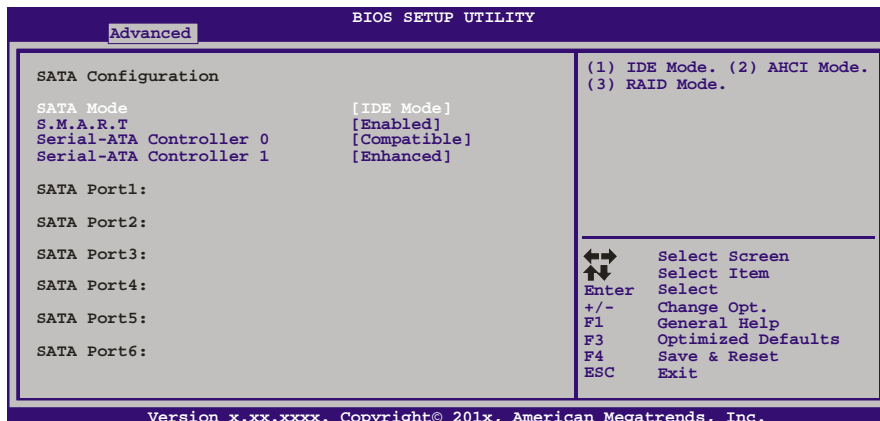 BIOS SETUP UTILITY
Advanced
SATA Configuration
SATA Mode [IDE Mode]
S.M.A.R.T [Enabled]
Serial-ATA Controller 0 [Compatible]
Serial-ATA Controller 1 [Enhanced]
SATA Port1:
SATA Port2:
SATA Port3:
SATA Port4:
SATA Port5:
SATA Port6:
(1) IDE Mode. (2) AHCI Mode.
(3) RAID Mode.
Select Screen
Select Item
Enter Select
+/- Change Opt.
F1 General Help
F3 Optimized Defaults
F4 Save & Reset
ESC Exit
Version x.xx.xxxx. Copyright© 201x, American Megatrends, Inc.